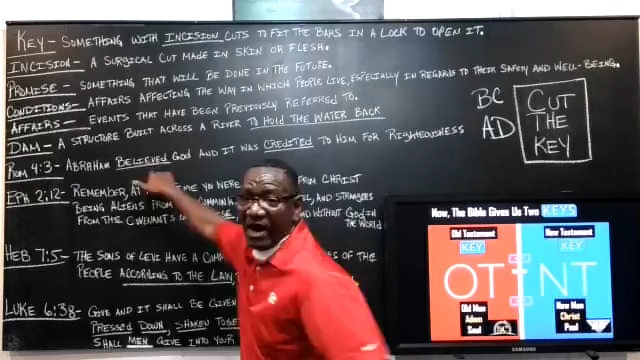 KEY - SOMETHING WITH INCISION CUTS TO FIT THE BARS IN A LOCK TO OPEN IT.
INCISION - A SURGICAL CUT MADE IN SKIN OR FLESH.
PROMISE - SOMETHING THAT WILL BE DONE IN THE FUTURE.
CONDITIONS - AFFAIRS AFFECTING THE WAY IN WHICH PEOPLE LIVE, ESPECIALLY IN REGARDS TO THEIR SAFETY AND WELL-BEING.
AFFAIRS - EVENTS THAT HAVE BEEN PREVIOUSLY REFERRED TO.
DAM - A STRUCTURE BUILT ACROSS A RIVER TO HOLD THE WATER BACK
ROM 4:3 - ABRAHAM BELIEVED GOD AND IT WAS CREDITED TO HIM FOR RIGHTEOUSNESS
EPH 2:12 - REMEMBER, AT ME YA WERE FROM CHRIST
BEING ALIENS FROM AND STRANGERS
FROM THE COVENANTS WITHOUT GOD IN
THE WORLD
HEB 7:5 - THE SONS OF LEVI HAVE A OF THE
PEOPLE ACCORDING TO THE LAW,
LUKE 6:38 - GIVE AND IT SHALL BE GIVEN
PRESSED DOWN, SHAKEN
SHALL MEN GIVE INTO YOUR
BC
AD
CUT
THE
KEY
Now, The Bible Gives Us Two KEYS
Old Testament
KEY
New Testament
KEY
OT
NT
Old Man
Adam
Saul
New Man
Christ
Paul
SAMSUNG